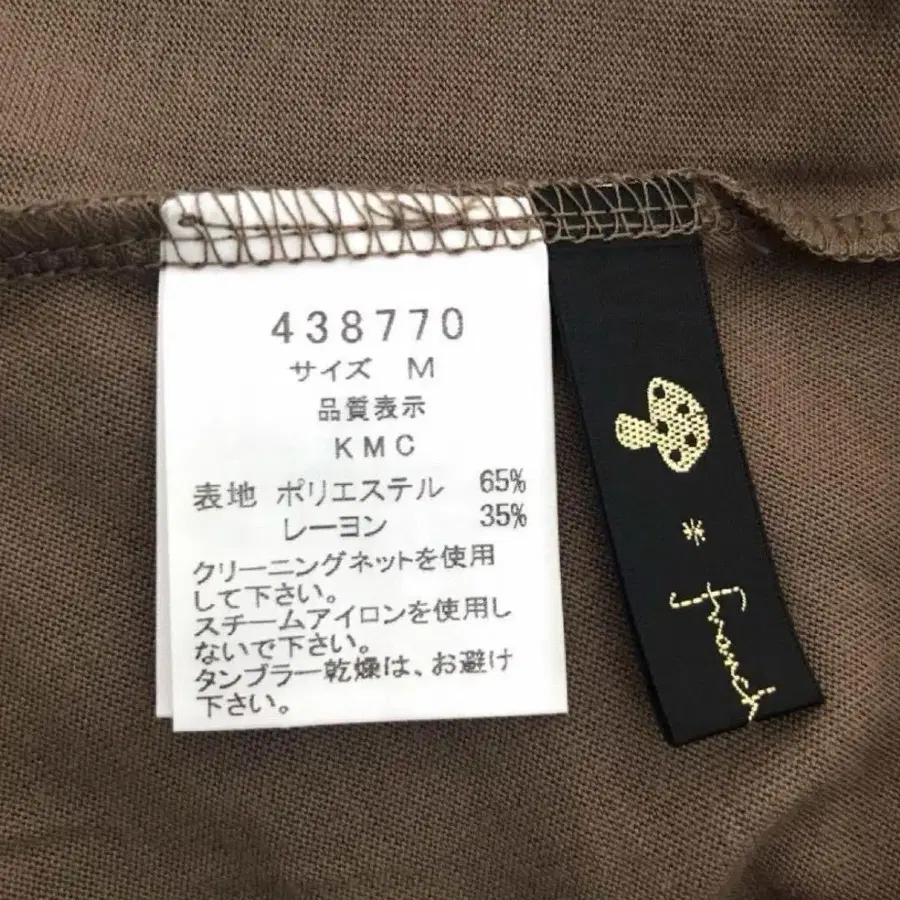 438770
サイズ M
品質表示
KMC
表地 ポリエステル 65%
レーヨン 35%
クリーニングネットを使用
して下さい。
スチームアイロンを使用し
ないで下さい。
タンブラー乾燥は、お避け
下さい。
* franch